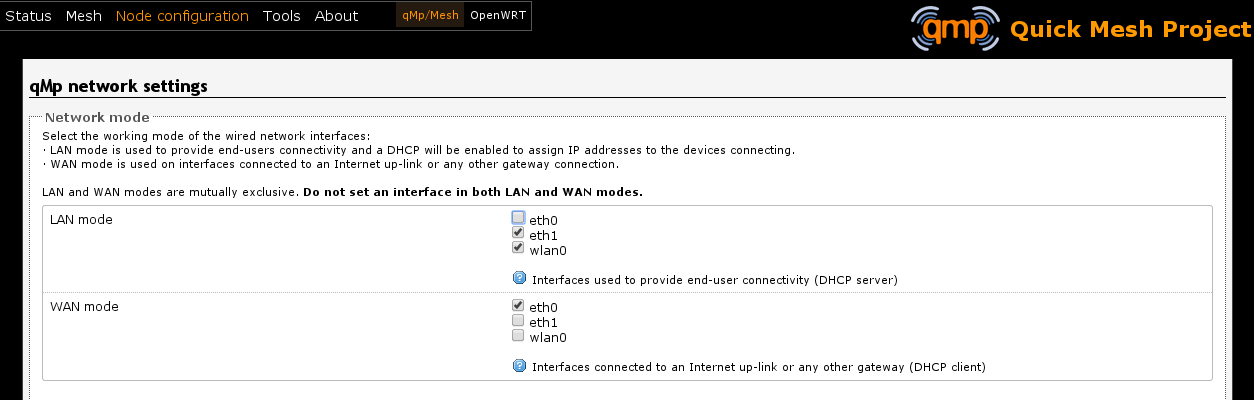 Status Mesh Node configuration Tools About qMp/Mesh OpenWRT
qmp Quick Mesh Project
qMp network settings
Network mode
Select the working mode of the wired network interfaces:
· LAN mode is used to provide end-users connectivity and a DHCP will be enabled to assign IP addresses to the devices connecting.
· WAN mode is used on interfaces connected to an Internet up-link or any other gateway connection.
LAN and WAN modes are mutually exclusive. Do not set an interface in both LAN and WAN modes.
LAN mode
eth0
eth1
wlan0
? Interfaces used to provide end-user connectivity (DHCP server)
WAN mode
eth0
eth1
wlan0
? Interfaces connected to an Internet up-link or any other gateway (DHCP client)